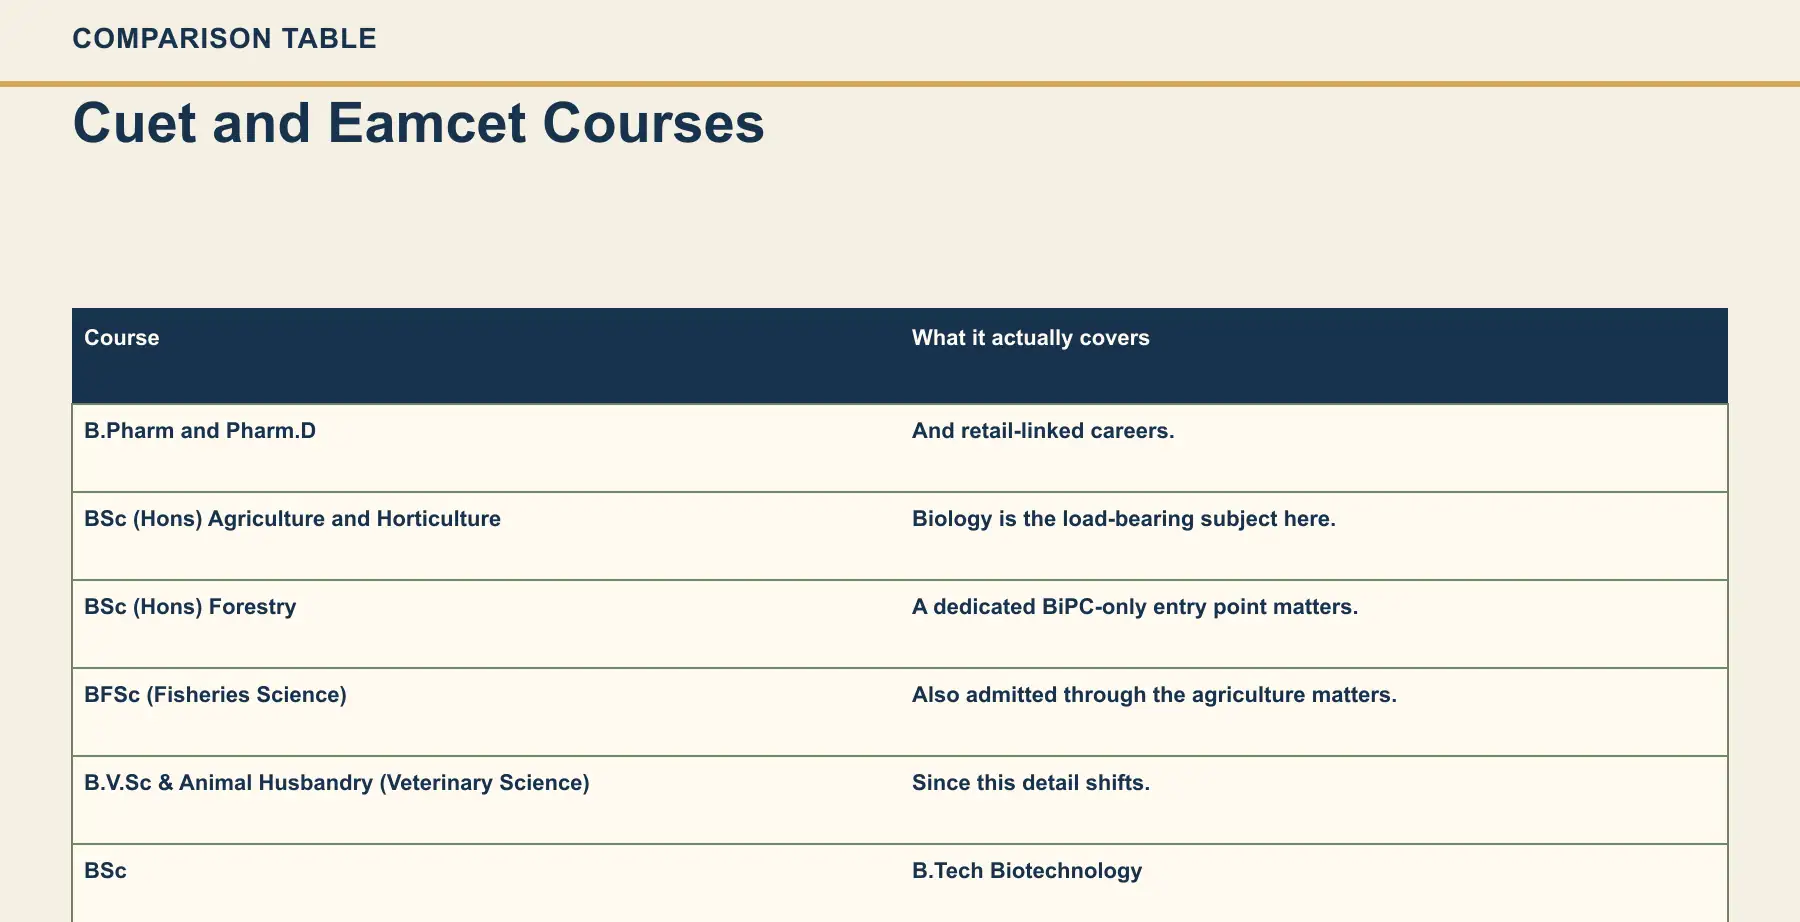 COMPARISON TABLE
Cuet and Eamcet Courses
Course What it actually covers
B.Pharm and Pharm.D And retail-linked careers.
BSc (Hons) Agriculture and Horticulture Biology is the load-bearing subject here.
BSc (Hons) Forestry A dedicated BiPC-only entry point matters.
BFSc (Fisheries Science) Also admitted through the agriculture matters.
B.V.Sc & Animal Husbandry (Veterinary Science) Since this detail shifts.
BSc B.Tech Biotechnology